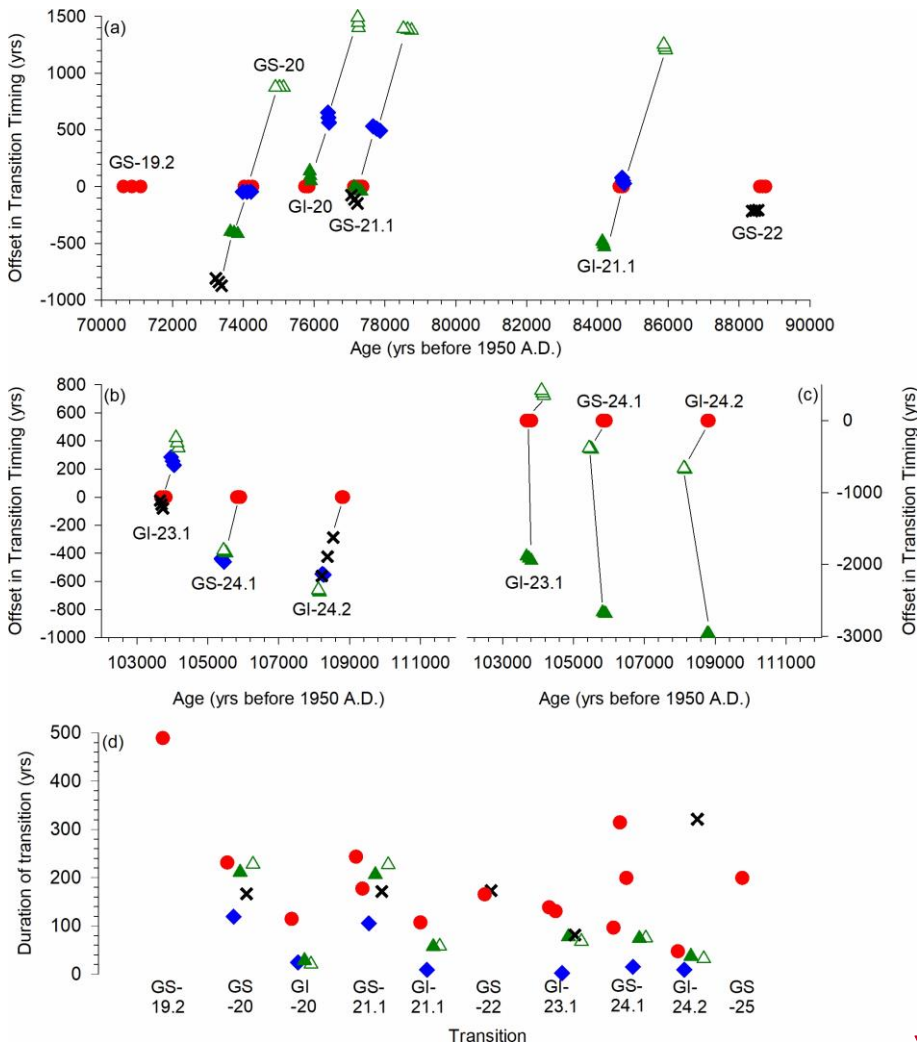 (a)
1500
1000
500
0
-500
-1000
Offset in Transition Timing (yrs)
GS-19.2
GS-20
GI-20
GS-21.1
GI-21.1
GS-22
70000 72000 74000 76000 78000 80000 82000 84000 86000 88000 90000
Age (yrs before 1950 A.D.)
(b)
800
600
400
200
0
-200
-400
-600
-800
-1000
Offset in Transition Timing (yrs)
GI-23.1
GS-24.1
GI-24.2
103000 105000 107000 109000 111000
Age (yrs before 1950 A.D.)
(c)
GS-24.1
GI-24.2
GI-23.1
0
-1000
-2000
-3000
Offset in Transition Timing (yrs)
103000 105000 107000 109000 111000
Age (yrs before 1950 A.D.)
(d)
500
400
300
200
100
0
Duration of transition (yrs)
GS- GS GI GS- GI- GS GI- GS- GI- GS
19.2 -20 -20 21.1 21.1 -22 23.1 24.1 24.2 -25
Transition